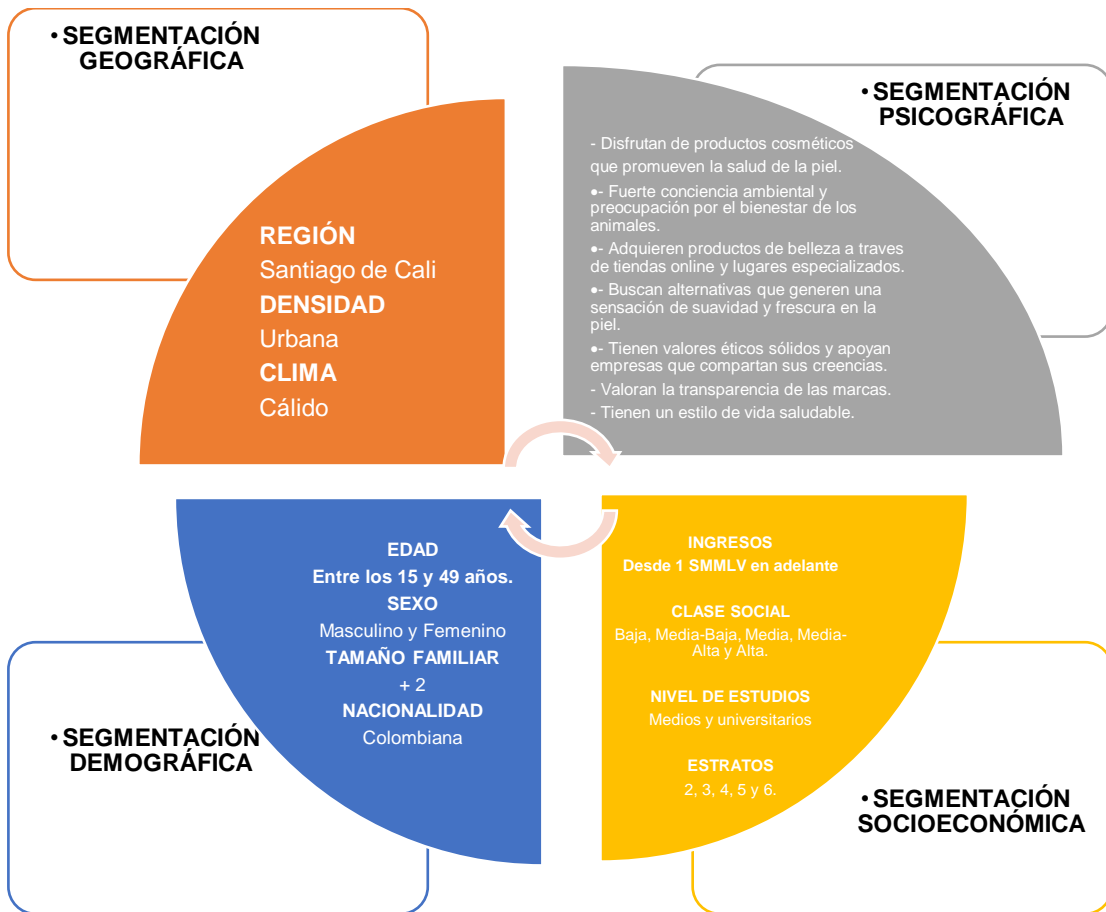 • SEGMENTACIÓN
GEOGRÁFICA
REGIÓN
Santiago de Cali
DENSIDAD
Urbana
CLIMA
Cálido
• SEGMENTACIÓN
PSICOGRÁFICA
- Disfrutan de productos cosméticos
que promueven la salud de la piel.
•- Fuerte conciencia ambiental y
preocupación por el bienestar de los
animales.
•- Adquieren productos de belleza a traves
de tiendas online y lugares especializados.
•- Buscan alternativas que generen una
sensación de suavidad y frescura en la
piel.
•- Tienen valores éticos sólidos y apoyan
empresas que compartan sus creencias.
- Valoran la transparencia de las marcas.
- Tienen un estilo de vida saludable.
EDAD
Entre los 15 y 49 años.
SEXO
Masculino y Femenino
TAMAÑO FAMILIAR
+ 2
NACIONALIDAD
Colombiana
• SEGMENTACIÓN
DEMOGRÁFICA
INGRESOS
Desde 1 SMMLV en adelante
CLASE SOCIAL
Baja, Media-Baja, Media, Media-
Alta y Alta.
NIVEL DE ESTUDIOS
Medios y universitarios
ESTRATOS
2, 3, 4, 5 y 6.
• SEGMENTACIÓN
SOCIOECONÓMICA